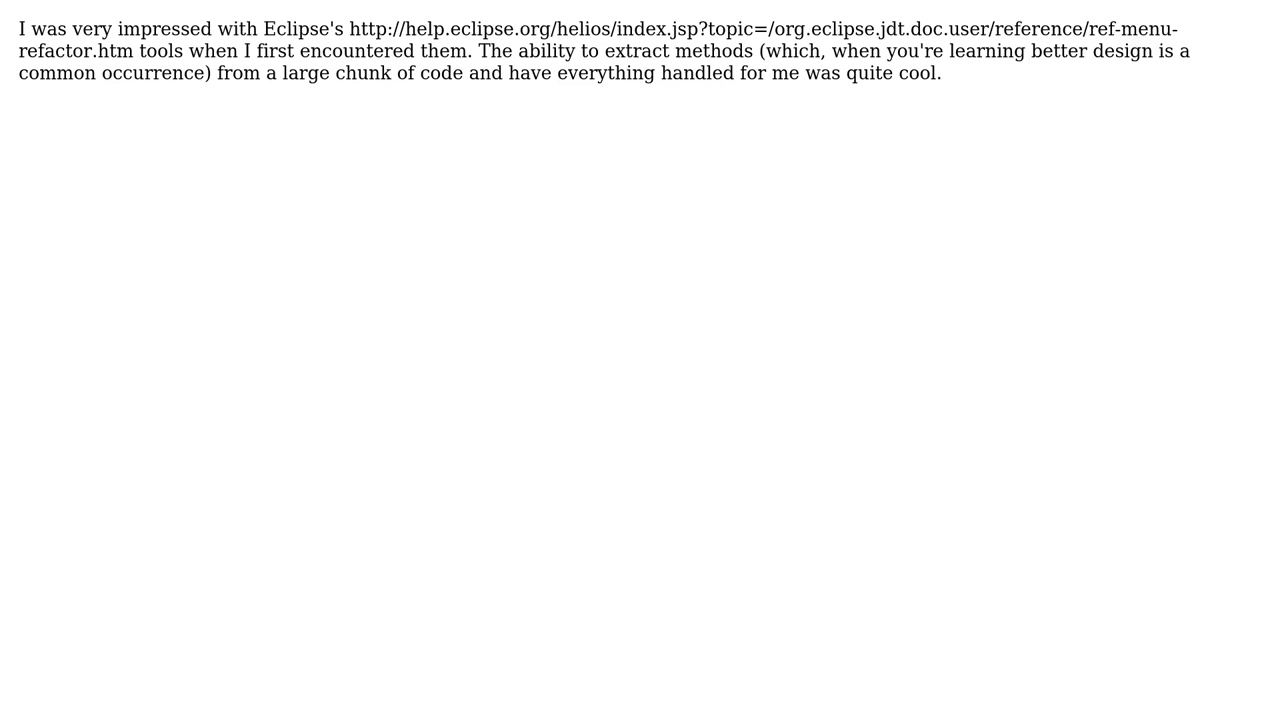 I was very impressed with Eclipse's http://help.eclipse.org/helios/index.jsp?topic=/org.eclipse.jdt.doc.user/reference/ref-menu-
refactor.htm tools when I first encountered them. The ability to extract methods (which, when you're learning better design is a
common occurrence) from a large chunk of code and have everything handled for me was quite cool.